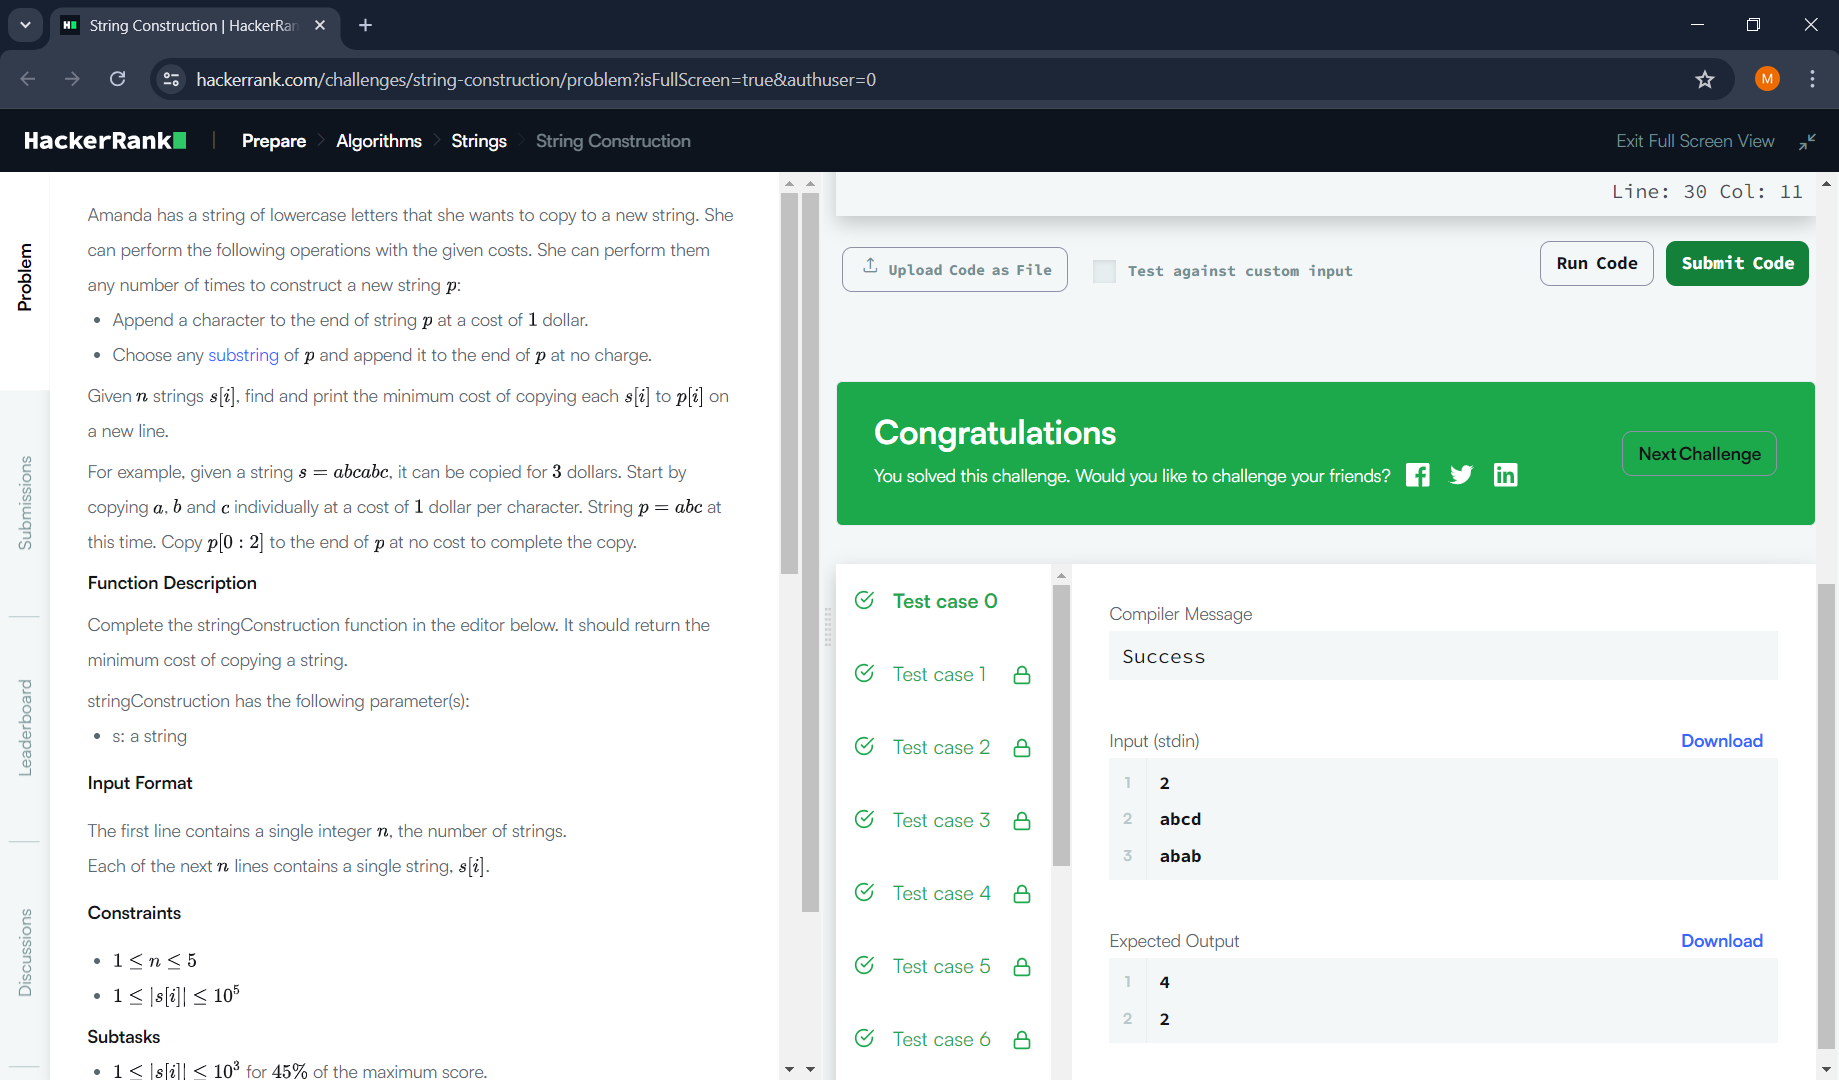 String Construction | HackerRan
hackerrank.com/challenges/string-construction/problem?isFullScreen=true&authuser=0
M
HackerRank
Prepare
Algorithms
Strings
String Construction
Exit Full Screen View
Problem
Submissions
Leaderboard
Discussions
Amanda has a string of lowercase letters that she wants to copy to a new string. She
can perform the following operations with the given costs. She can perform them
any number of times to construct a new string p:
• Append a character to the end of string p at a cost of 1 dollar.
• Choose any substring of p and append it to the end of p at no charge.
Given n strings s[i], find and print the minimum cost of copying each s[i] to p[i] on
a new line.
For example, given a string s = abcabc, it can be copied for 3 dollars. Start by
copying a, b and c individually at a cost of 1 dollar per character. String p = abc at
this time. Copy p[0 : 2] to the end of p at no cost to complete the copy.
Function Description
Complete the stringConstruction function in the editor below. It should return the
minimum cost of copying a string.
stringConstruction has the following parameter(s):
• s: a string
Input Format
The first line contains a single integer n, the number of strings.
Each of the next n lines contains a single string, s[i].
Constraints
• 1 ≤ n ≤ 5
• 1 ≤ |s[i]| ≤ 10⁵
Subtasks
• 1 ≤ |s[i]| ≤ 10³ for 45% of the maximum score.
Line: 30 Col: 11
Upload Code as File
Test against custom input
Run Code
Submit Code
Congratulations
You solved this challenge. Would you like to challenge your friends?
Next Challenge
Test case 0
Test case 1
Test case 2
Test case 3
Test case 4
Test case 5
Test case 6
Compiler Message
Success
Input (stdin)
Download
1 2
2 abcd
3 abab
Expected Output
Download
1 4
2 2